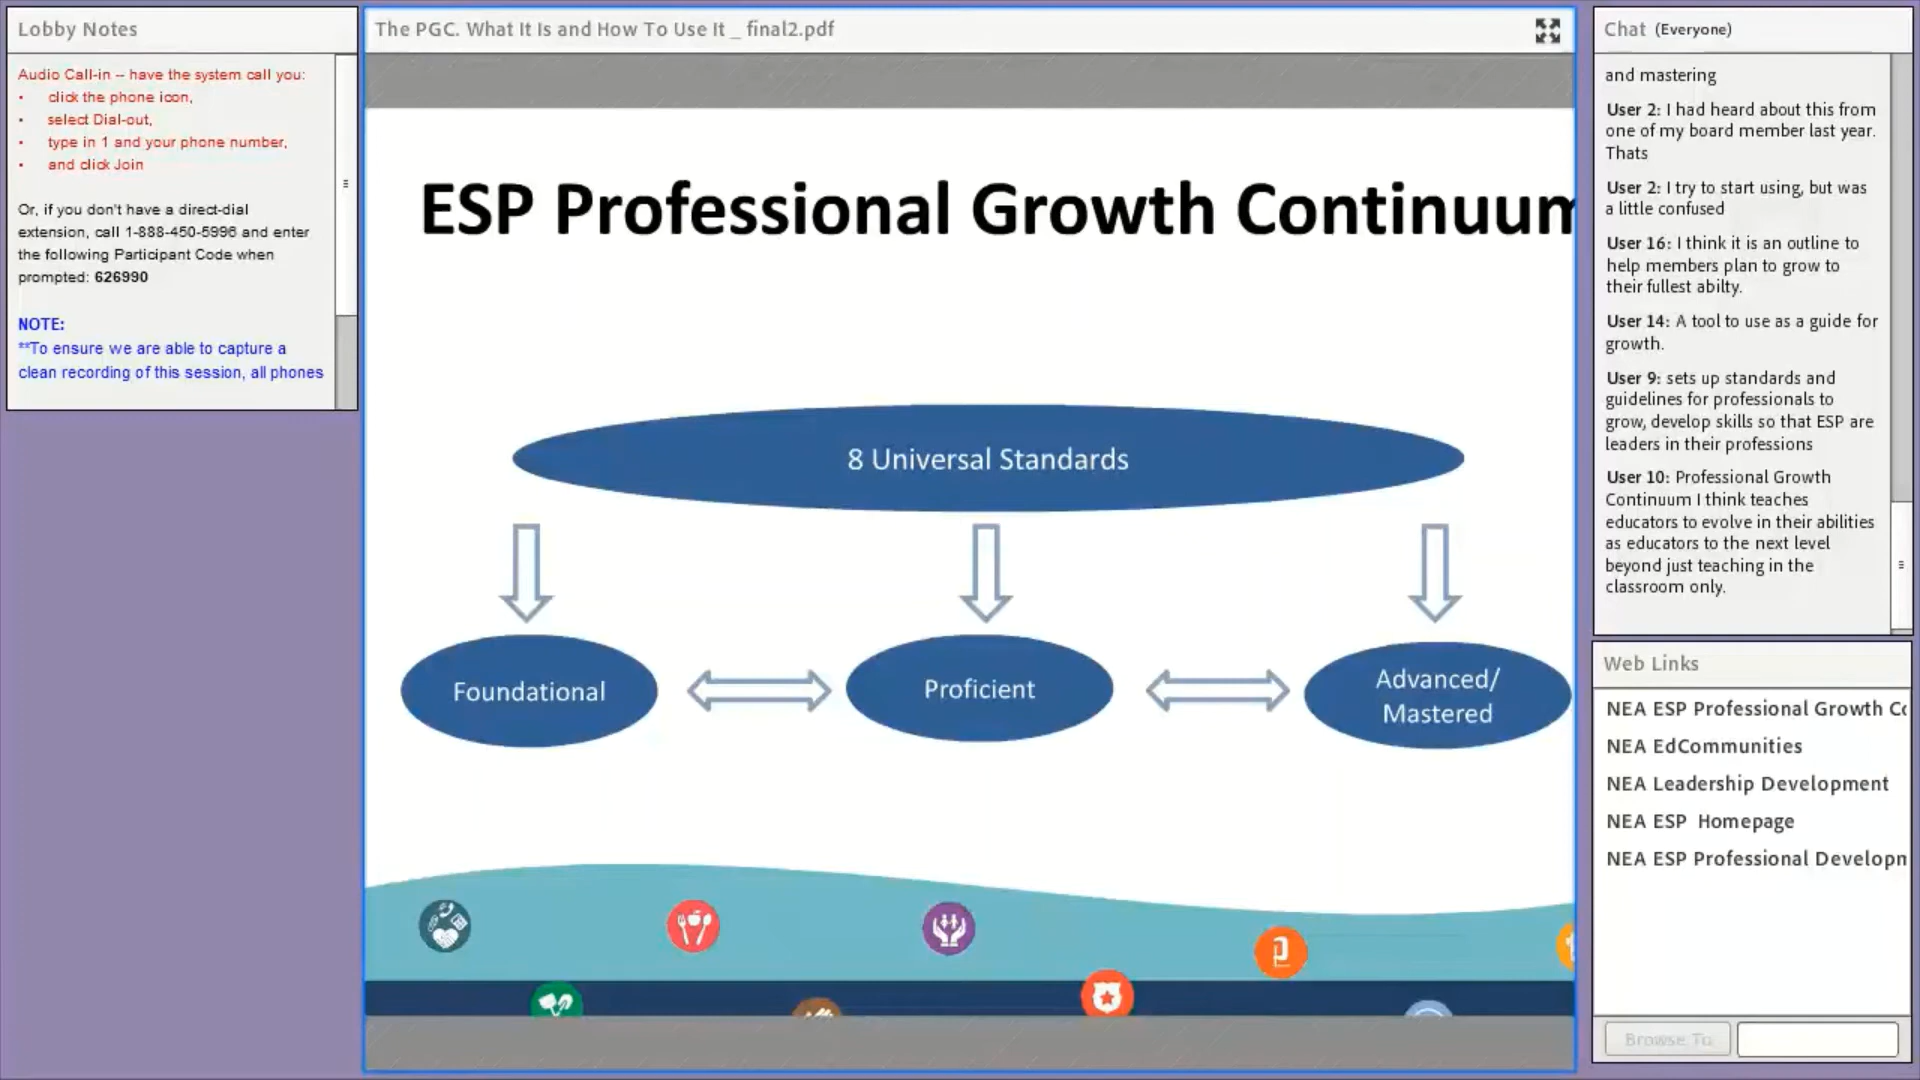 Lobby Notes
Audio Call-in -- have the system call you:
• click the phone icon,
• select Dial-out,
• type in 1 and your phone number,
• and click Join
Or, if you don't have a direct-dial
extension, call 1-888-450-5996 and enter
the following Participant Code when
prompted: 626990
NOTE:
**To ensure we are able to capture a
clean recording of this session, all phones
The PGC. What It Is and How To Use It _ final2.pdf
ESP Professional Growth Continuum
8 Universal Standards
Foundational
Proficient
Advanced/
Mastered
Chat (Everyone)
and mastering
User 2: I had heard about this from
one of my board member last year.
Thats
User 2: I try to start using, but was
a little confused
User 16: I think it is an outline to
help members plan to grow to
their fullest abilty.
User 14: A tool to use as a guide for
growth.
User 9: sets up standards and
guidelines for professionals to
grow, develop skills so that ESP are
leaders in their professions
User 10: Professional Growth
Continuum I think teaches
educators to evolve in their abilities
as educators to the next level
beyond just teaching in the
classroom only.
Web Links
NEA ESP Professional Growth Co
NEA EdCommunities
NEA Leadership Development
NEA ESP Homepage
NEA ESP Professional Developm
Browse To